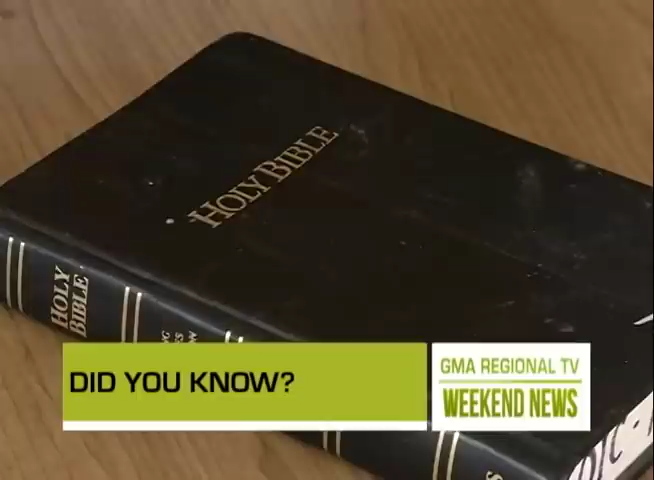 HOLY BIBLE
HOLY
BIBLE
DID YOU KNOW?
GMA REGIONAL TV
WEEKEND NEWS